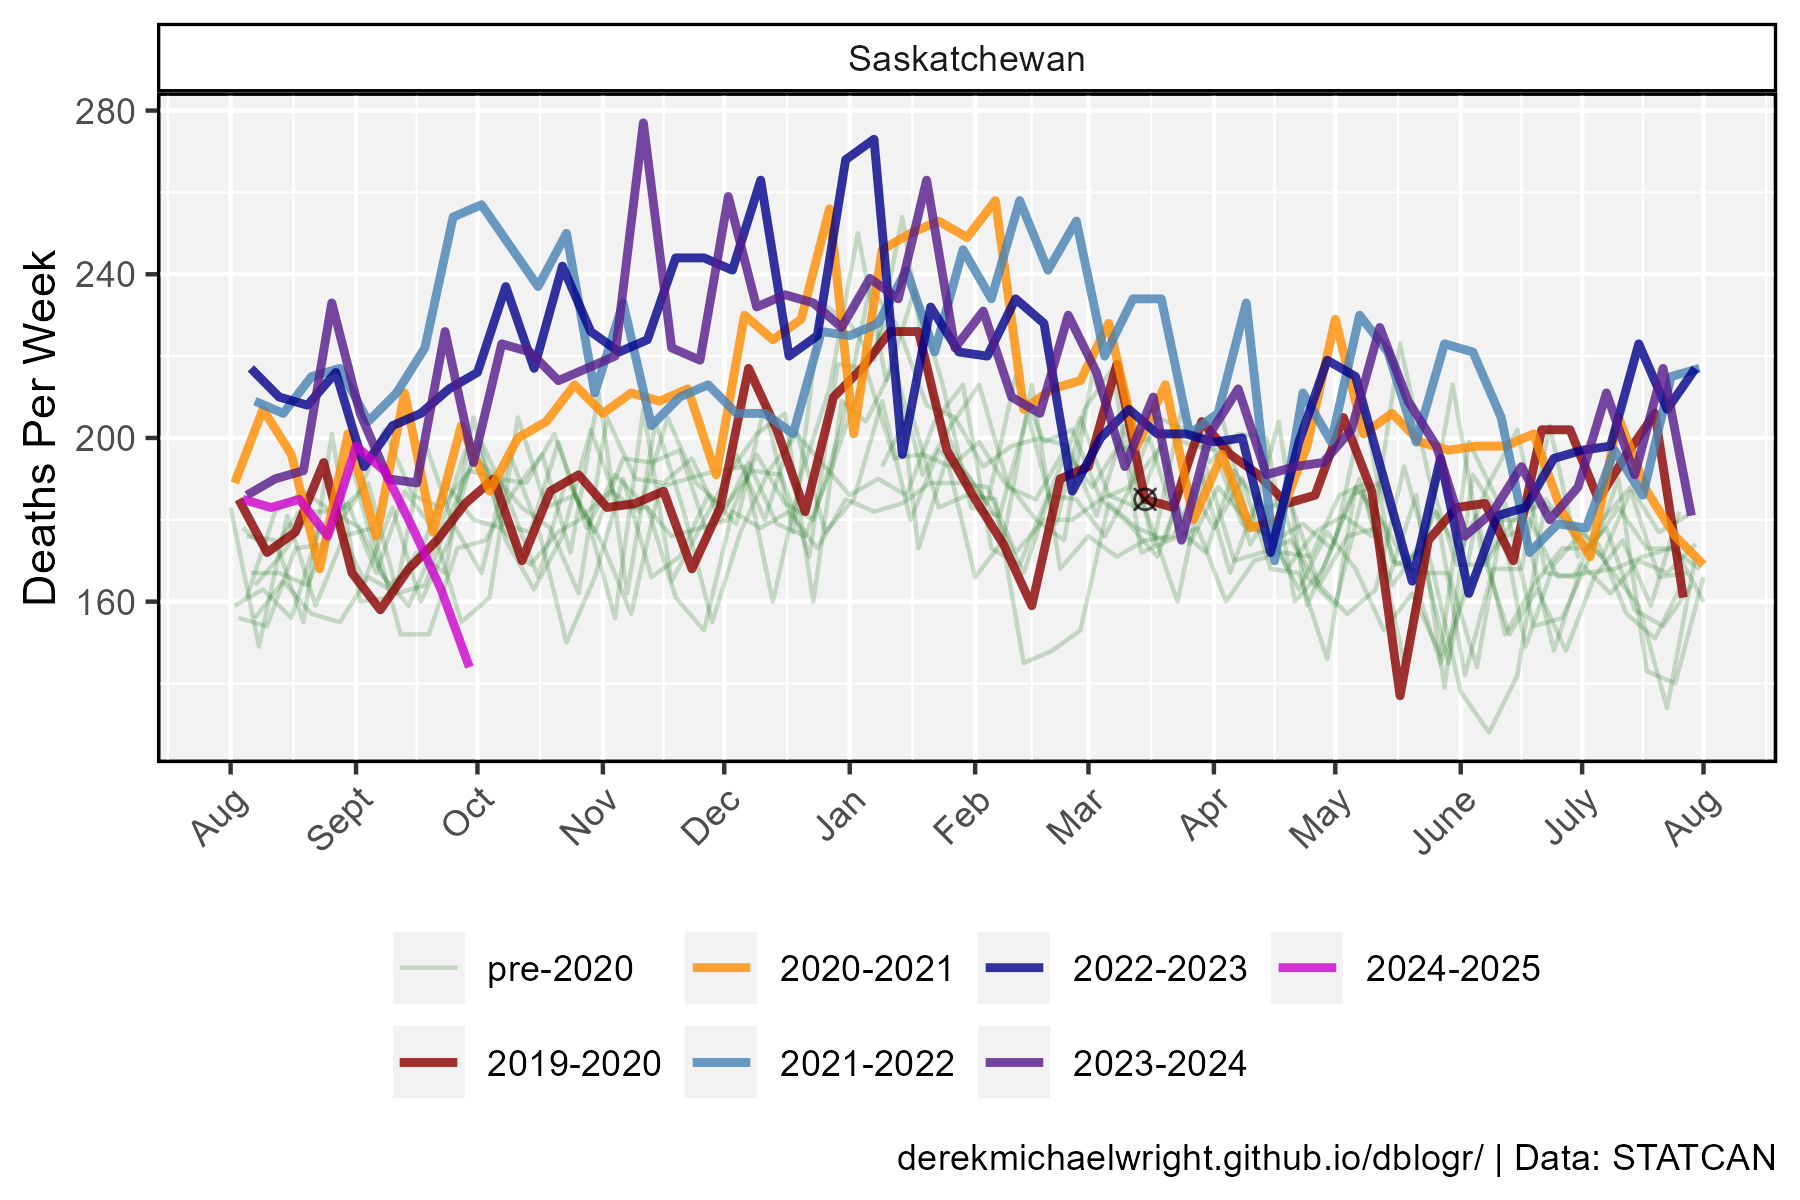 Saskatchewan
Deaths Per Week
280
240
200
160
Aug Sept Oct Nov Dec Jan Feb Mar Apr May June July Aug
pre-2020 2020-2021 2022-2023 2024-2025
2019-2020 2021-2022 2023-2024
derekmichaelwright.github.io/dblogr/ | Data: STATCAN